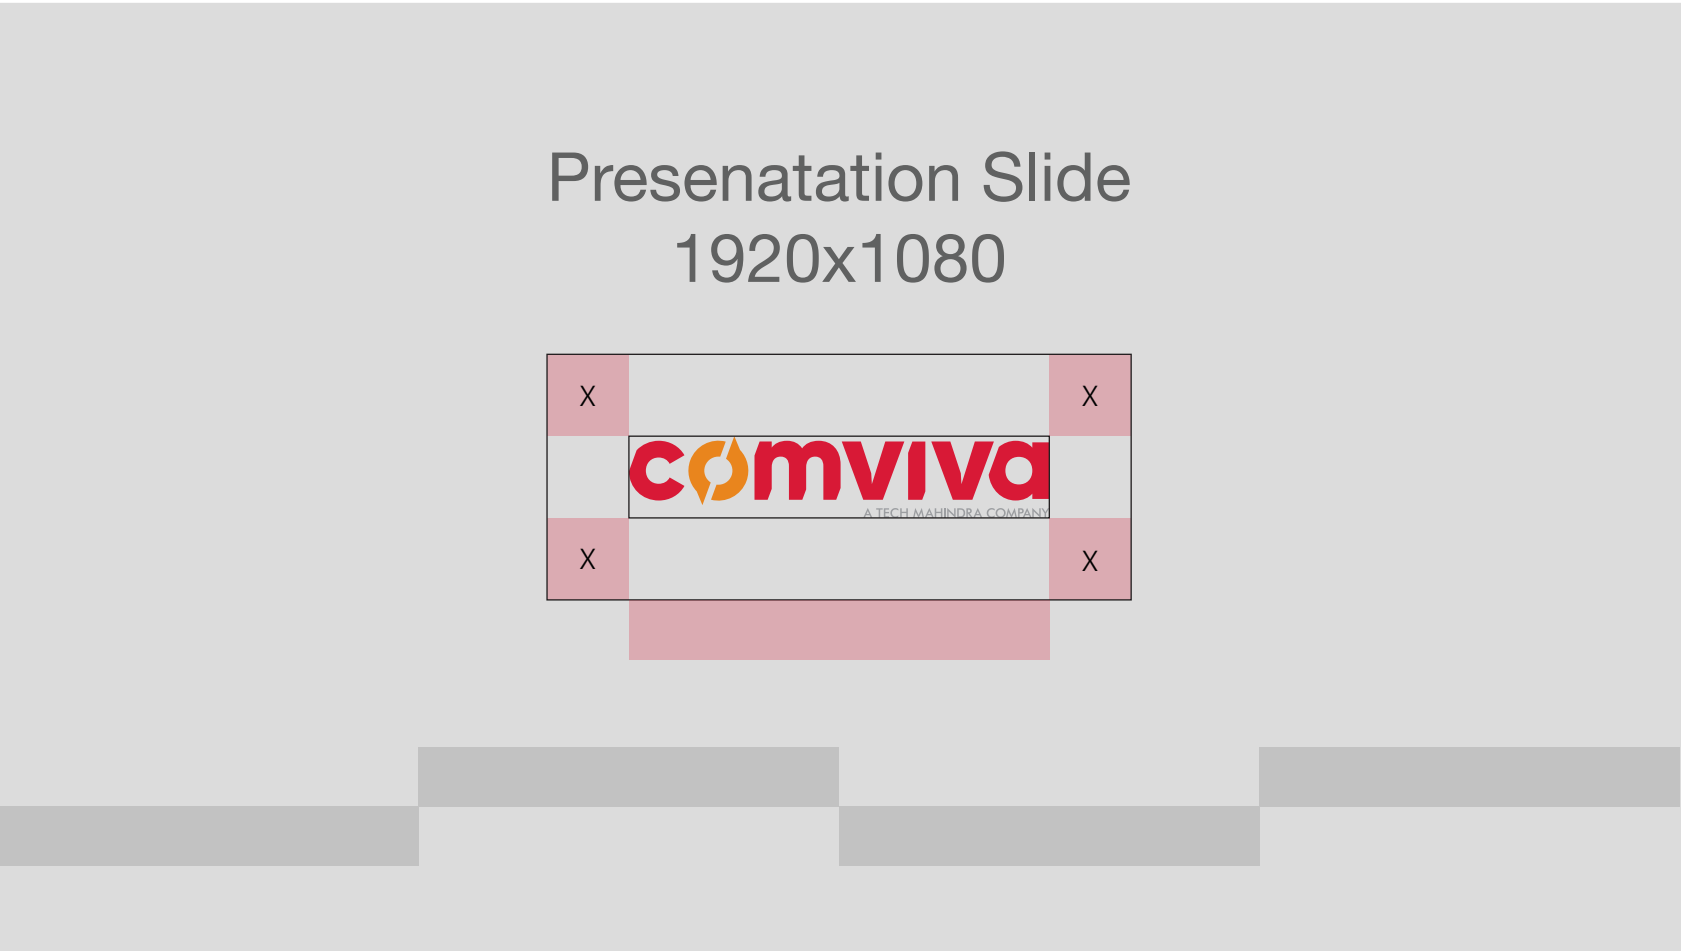 Presenatation Slide
1920x1080
X X
comviva
A TECH MAHINDRA COMPANY
X X